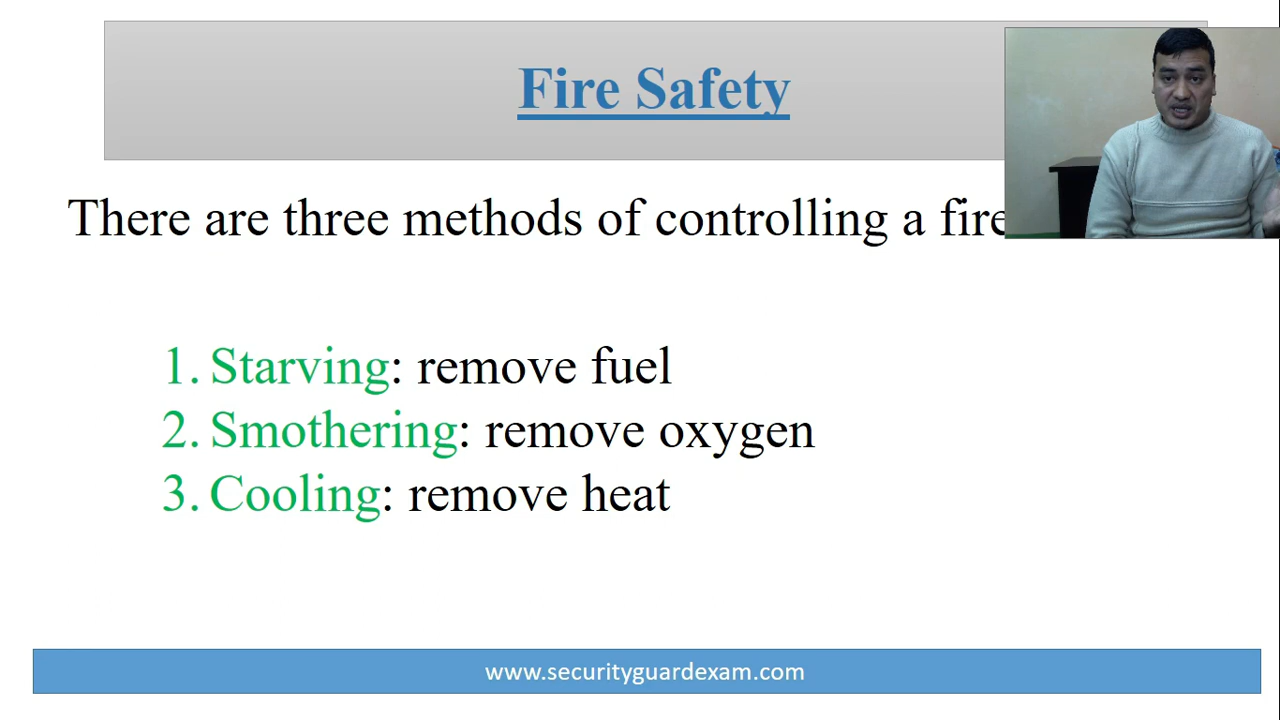 Fire Safety
There are three methods of controlling a fire
1. Starving: remove fuel
2. Smothering: remove oxygen
3. Cooling: remove heat
www.securityguardexam.com